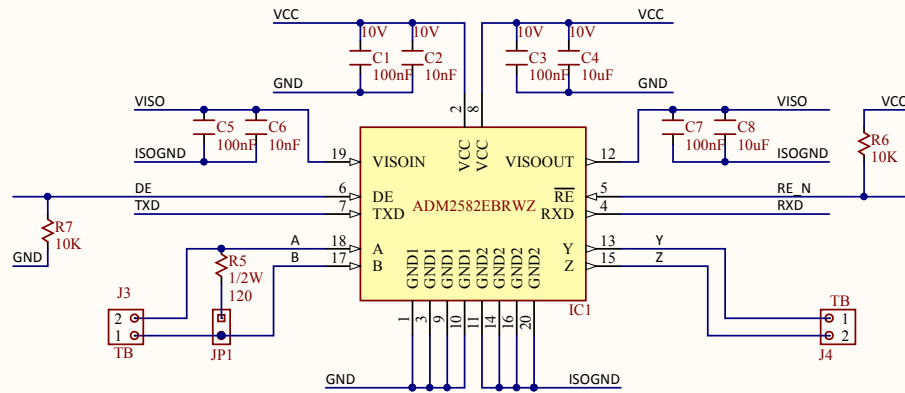 VCC
VCC
10V
10V
10V
10V
C1
C2
C3
C4
100nF
10nF
100nF
10uF
GND
GND
VISO
VISO
VCC
2
8
C5
C6
C7
C8
100nF
10nF
100nF
10uF
R6
10K
ISOGND
ISOGND
19
VISOIN
VCC
VCC
VISOOUT
12
DE
6
DE
ADM2582EBRWZ
RE
5
RE_N
TXD
7
TXD
RXD
4
RXD
R7
10K
GND
A
18
A
Y
13
Y
B
17
B
Z
15
Z
R5
1/2W
120
GND1
GND1
GND1
GND1
GND2
GND2
GND2
GND2
IC1
J3
2
1
TB
JP1
1
3
9
10
11
14
16
20
TB
1
2
J4
GND
ISOGND